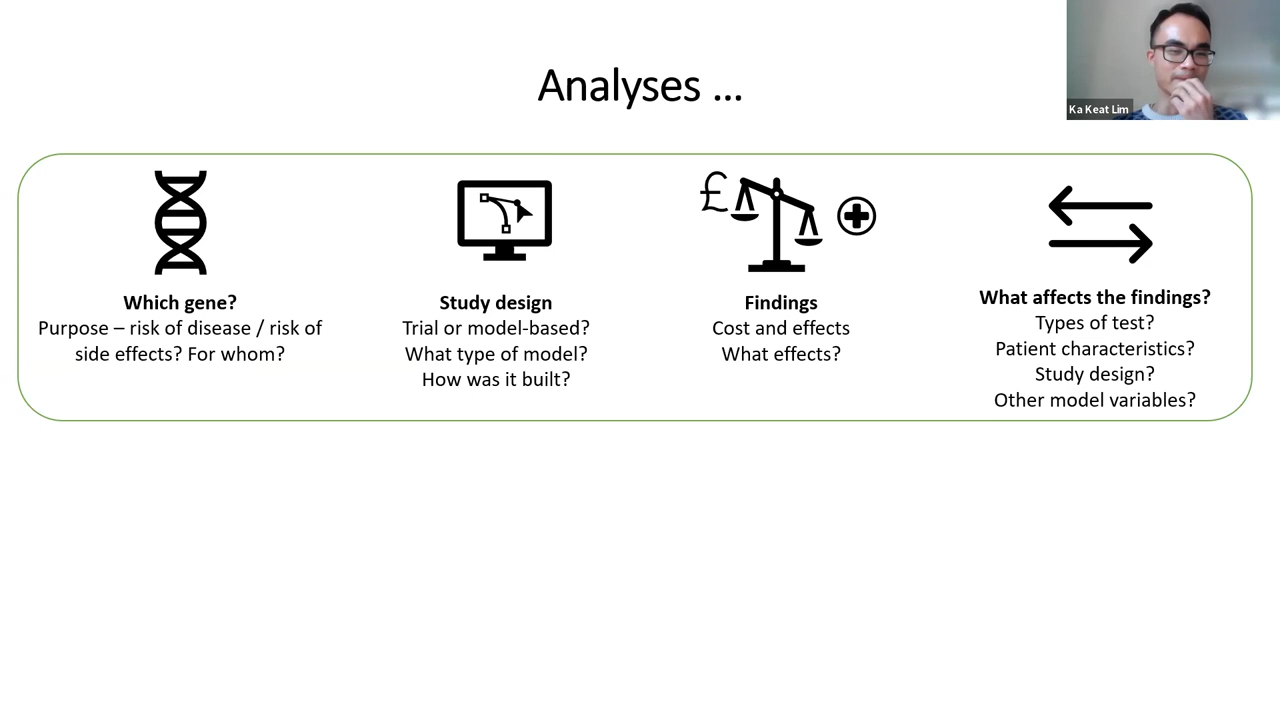 Analyses ...
Ka Keat Lim
£
Which gene?
Purpose – risk of disease / risk of
side effects? For whom?
Study design
Trial or model-based?
What type of model?
How was it built?
Findings
Cost and effects
What effects?
What affects the findings?
Types of test?
Patient characteristics?
Study design?
Other model variables?